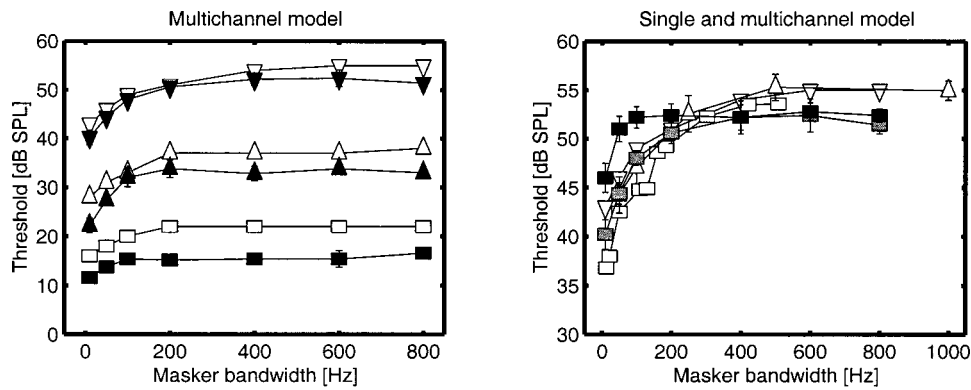 Multichannel model
Threshold [dB SPL]
60
50
40
30
20
10
0
0 200 400 600 800
Masker bandwidth [Hz]
Single and multichannel model
Threshold [dB SPL]
60
55
50
45
40
35
30
0 200 400 600 800 1000
Masker bandwidth [Hz]